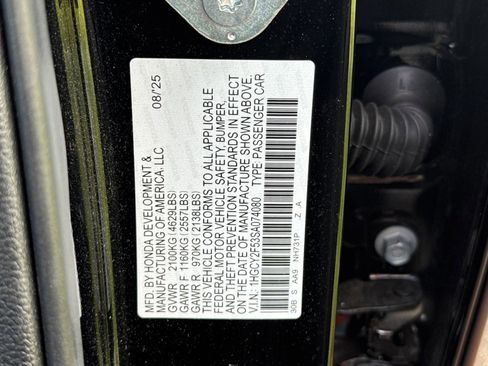 MFD. BY HONDA DEVELOPMENT & 08/25
MANUFACTURING OF AMERICA, LLC
GVWR 2100KG(4629LBS)
GAWR F 1160KG(2557LBS)
GAWR R 970KG(2138LBS)
THIS VEHICLE CONFORMS TO ALL APPLICABLE
FEDERAL MOTOR VEHICLE SAFETY BUMPER,
THEFT PREVENTION STANDARDS IN EFFECT
ON THE DATE OF MANUFACTURE SHOWN ABOVE.
V.I.N.: 1HGCY2F53SA074080 TYPE: PASSENGER CAR
30B S AA9 NH731P Z A